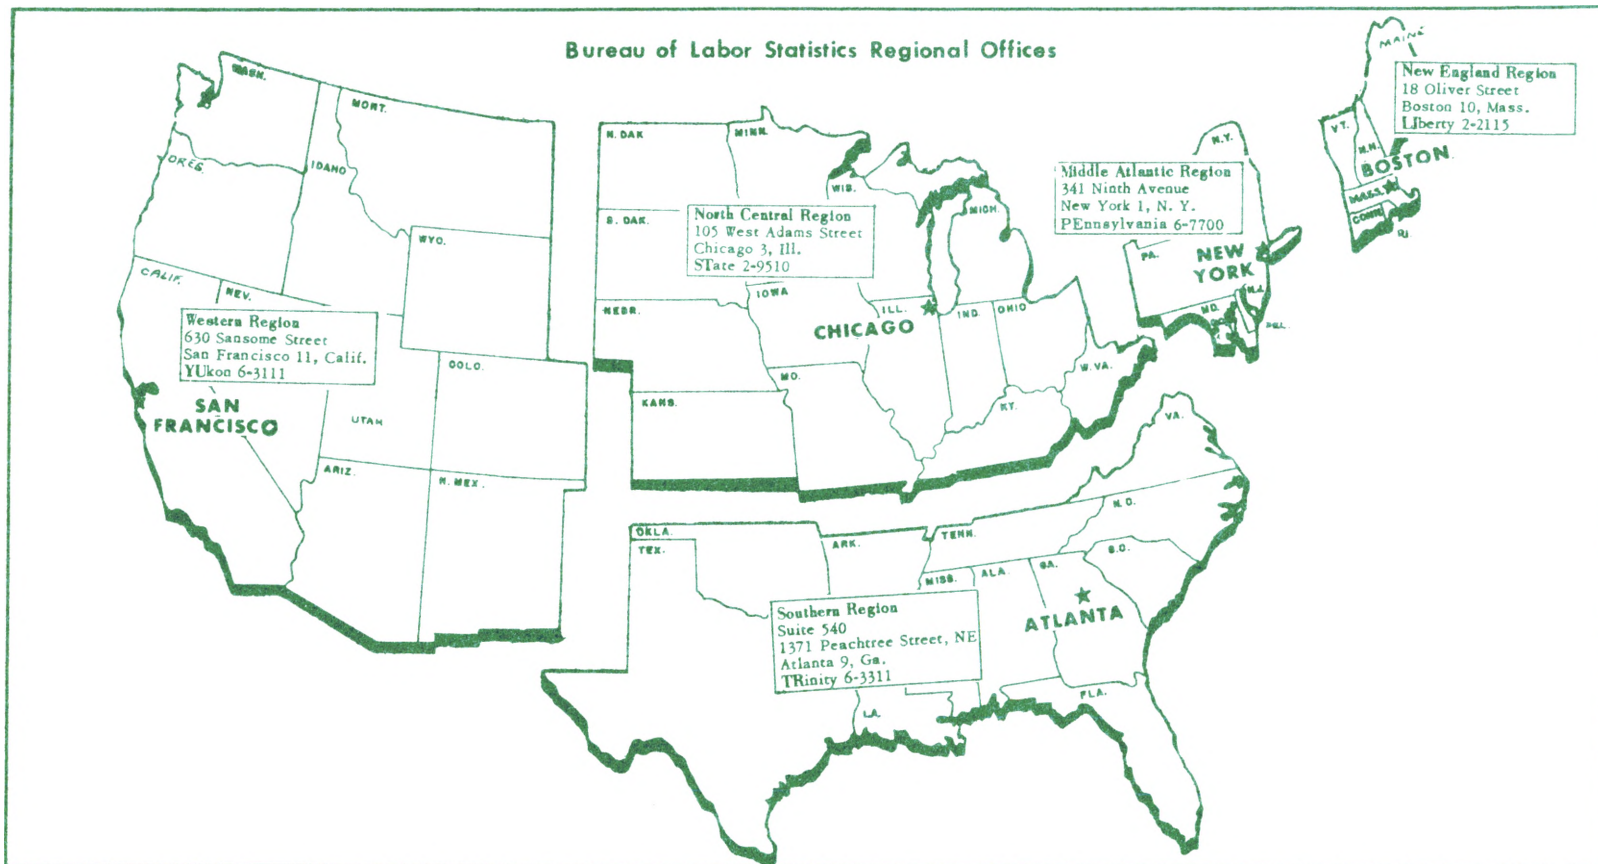 Bureau of Labor Statistics Regional Offices
MAINE
New England Region
18 Oliver Street
Boston 10, Mass.
LIberty 2-2115
VT.
N.H.
BOSTON
MASS.
CONN.
R.I.
N.Y.
Middle Atlantic Region
341 Ninth Avenue
New York 1, N. Y.
PEnnsylvania 6-7700
PA.
NEW
YORK
N.J.
MD.
DEL.
WASH.
MONT.
OREG.
IDAHO
WYO.
CALIF.
NEV.
Western Region
630 Sansome Street
San Francisco 11, Calif.
YUkon 6-3111
SAN
FRANCISCO
UTAH
COLO.
ARIZ.
N. MEX.
N. DAK
MINN.
WIS.
MICH.
S. DAK.
North Central Region
105 West Adams Street
Chicago 3, Ill.
STate 2-9510
IOWA
NEBR.
ILL.
IND.
OHIO
CHICAGO
MO.
W. VA.
KANS.
KY.
VA.
N. C.
OKLA.
TEX.
ARK.
TENN.
S. C.
MISS.
ALA.
GA.
Southern Region
Suite 540
1371 Peachtree Street, NE
Atlanta 9, Ga.
TRinity 6-3311
ATLANTA
LA.
FLA.